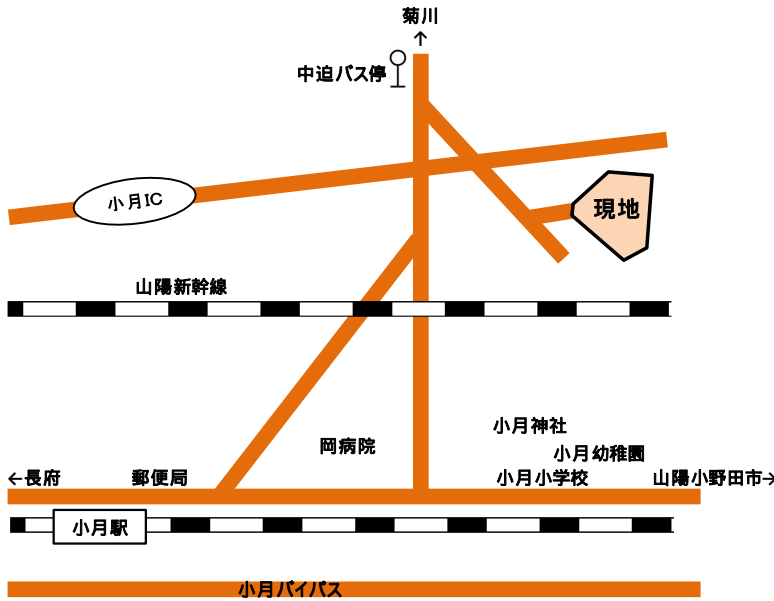 菊川
↑
中迫バス停
小月IC
現地
山陽新幹線
小月神社
岡病院
小月幼稚園
←長府
郵便局
小月小学校
山陽小野田市→
小月駅
小月バイパス